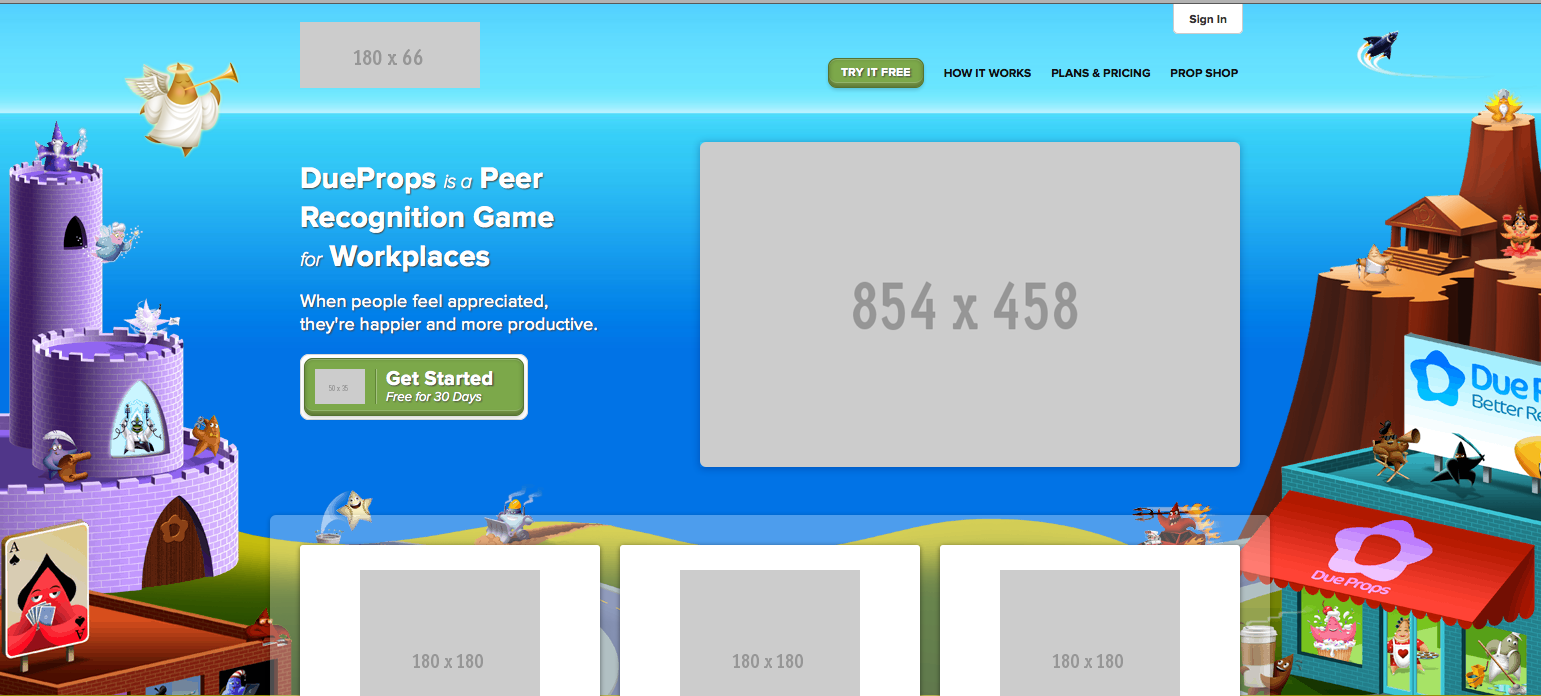 Sign In
180 x 66
TRY IT FREE
HOW IT WORKS
PLANS & PRICING
PROP SHOP
DueProps is a Peer
Recognition Game
for Workplaces
When people feel appreciated,
they're happier and more productive.
50 x 35
Get Started
Free for 30 Days
854 x 458
Due
Better
Due Props
A
A
180 x 180
180 x 180
180 x 180